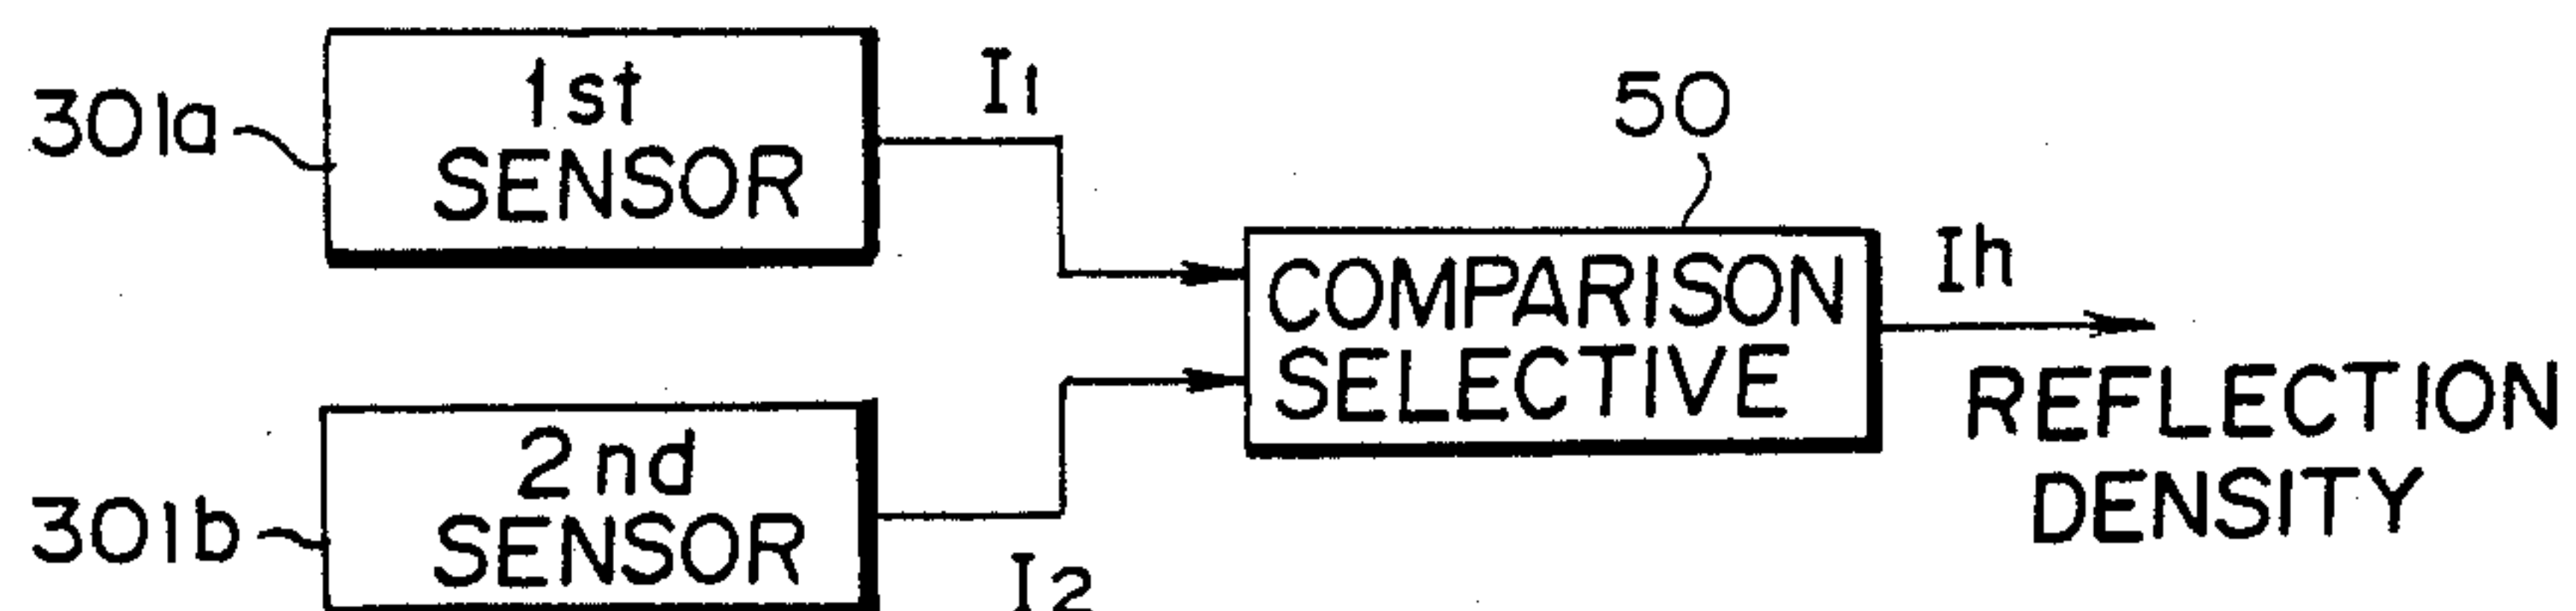 301a
1st
SENSOR
I1
50
COMPARISON
SELECTIVE
Ih
REFLECTION
DENSITY
301b
2nd
SENSOR
I2